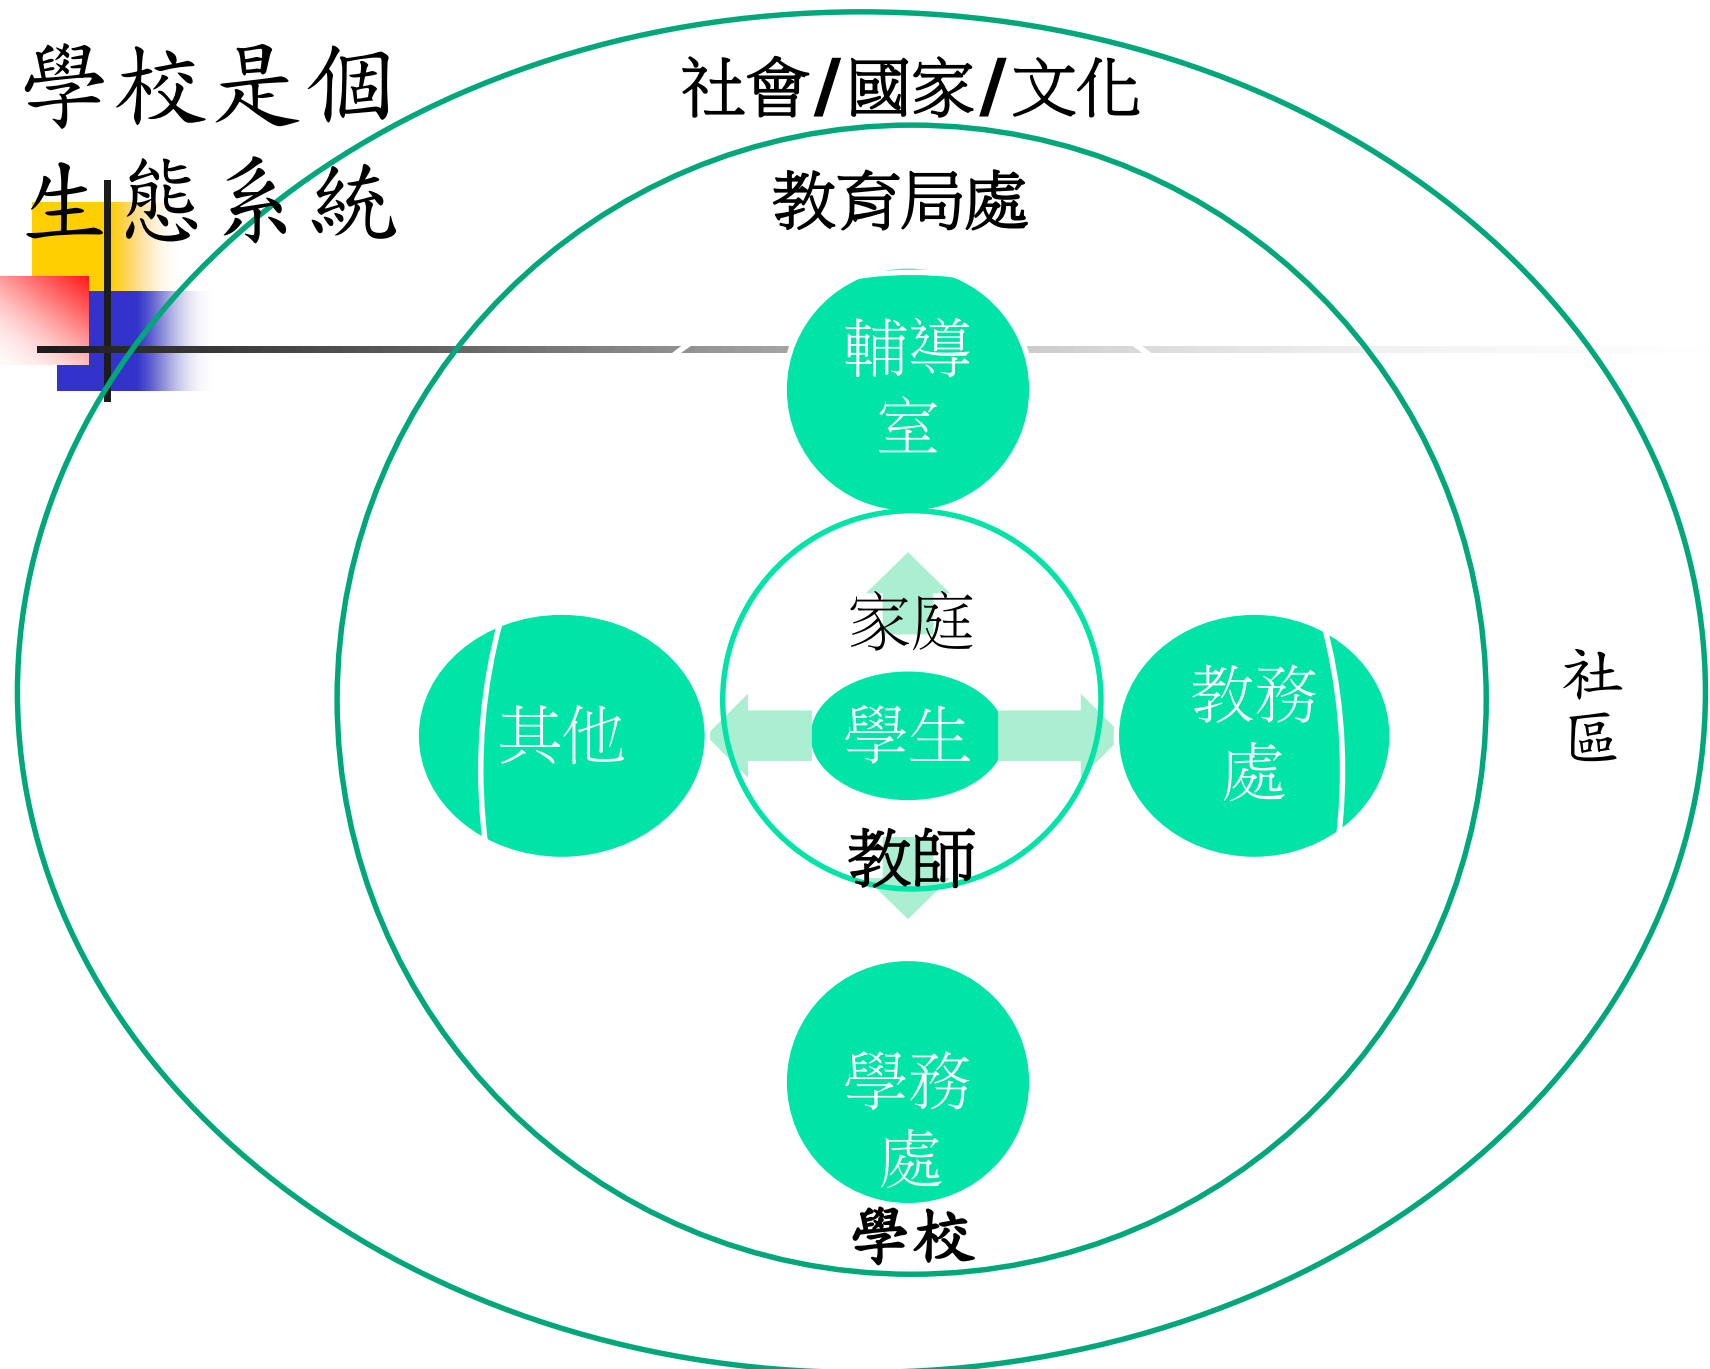 學校是個
生態系統
社會/國家/文化
教育局處
輔導
室
家庭
其他
學生
教務
處
社
區
教師
學務
處
學校